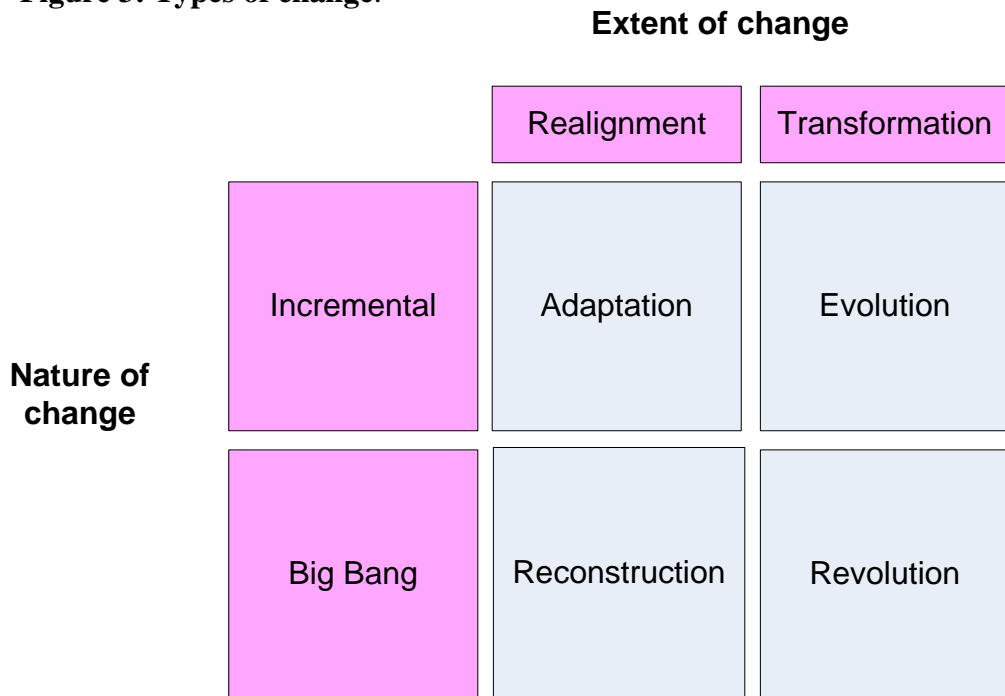 Figure Types of change.
Extent of change
Realignment Transformation
Incremental Adaptation Evolution
Nature of
change
Big Bang Reconstruction Revolution